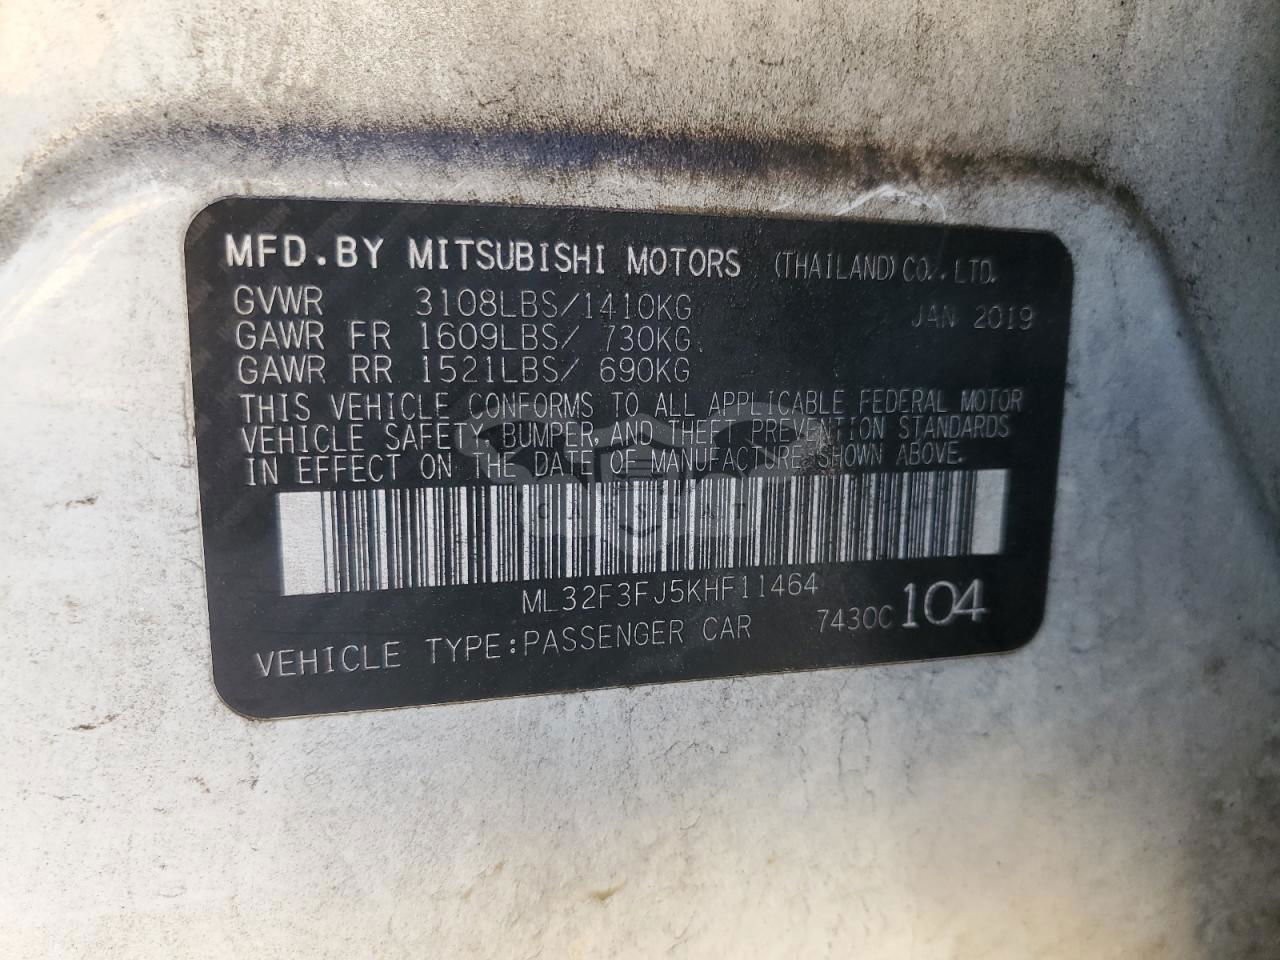 MFD.BY MITSUBISHI MOTORS (THAILAND) CO., LTD.
GVWR 3108LBS/1410KG JAN 2019
GAWR FR 1609LBS/ 730KG
GAWR RR 1521LBS/ 690KG
THIS VEHICLE CONFORMS TO ALL APPLICABLE FEDERAL MOTOR
VEHICLE SAFETY, BUMPER, AND THEFT PREVENTION STANDARDS
IN EFFECT ON THE DATE OF MANUFACTURE SHOWN ABOVE.
ML32F3FJ5KHF11464
7430C 104
VEHICLE TYPE:PASSENGER CAR